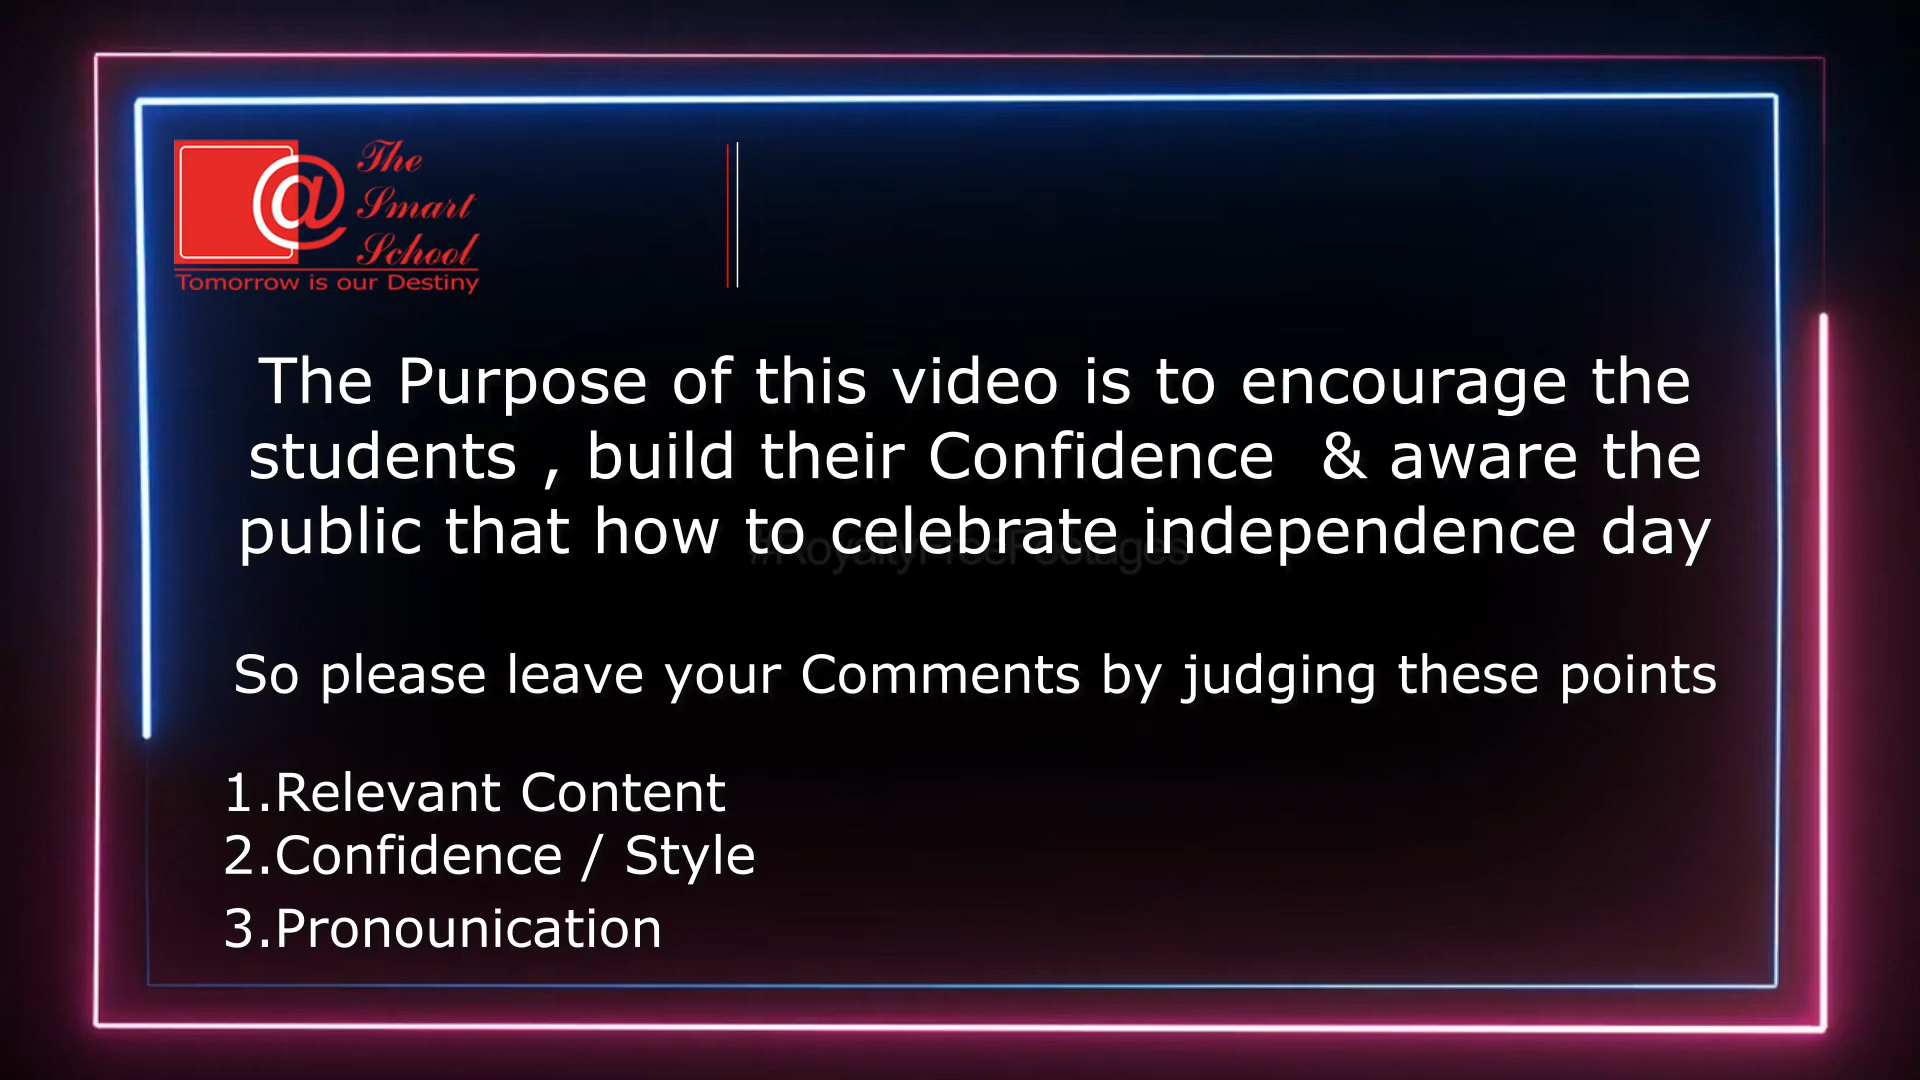 @ The
Smart
School
Tomorrow is our Destiny
The Purpose of this video is to encourage the
students , build their Confidence & aware the
public that how to celebrate independence day
#RoyaltyFreeFootages
So please leave your Comments by judging these points
1.Relevant Content
2.Confidence / Style
3.Pronounication